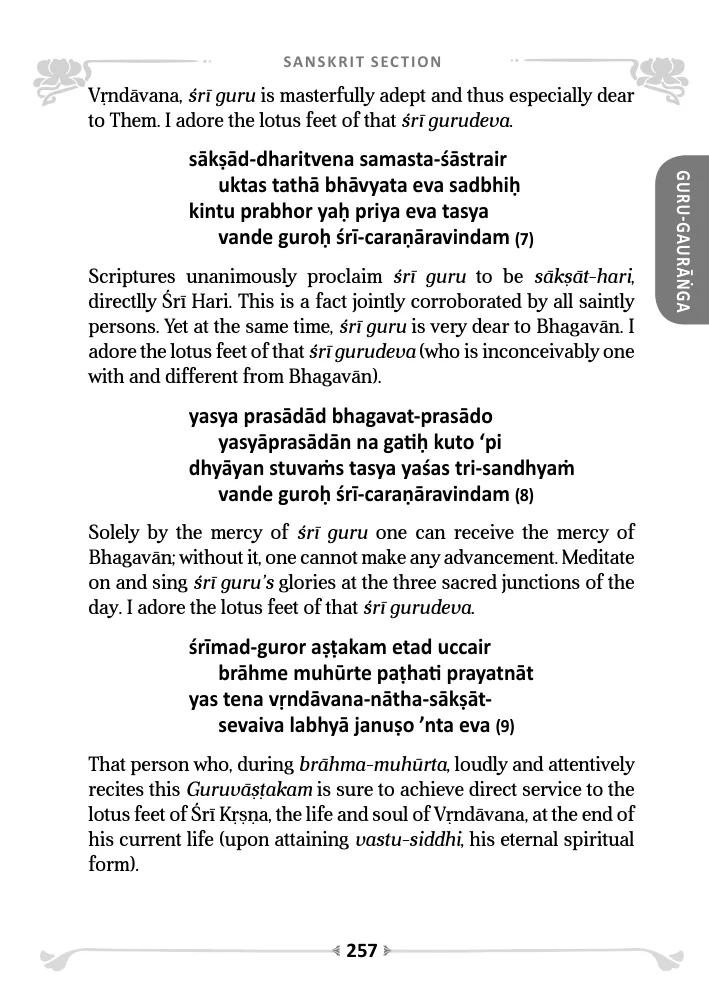 SANSKRIT SECTION
Vṛndāvana, śrī guru is masterfully adept and thus especially dear
to Them. I adore the lotus feet of that śrī gurudeva.
sākṣād-dharitvena samasta-śāstrair
uktas tathā bhāvyata eva sadbhiḥ
kintu prabhor yaḥ priya eva tasya
vande guroḥ śrī-caraṇāravindam (7)
GURU-GAURĀṄGA
Scriptures unanimously proclaim śrī guru to be sākṣāt-hari,
directlly Śrī Hari. This is a fact jointly corroborated by all saintly
persons. Yet at the same time, śrī guru is very dear to Bhagavān. I
adore the lotus feet of that śrī gurudeva (who is inconceivably one
with and different from Bhagavān).
yasya prasādād bhagavat-prasādo
yasyāprasādān na gatiḥ kuto ‘pi
dhyāyan stuvaṁs tasya yaśas tri-sandhyaṁ
vande guroḥ śrī-caraṇāravindam (8)
Solely by the mercy of śrī guru one can receive the mercy of
Bhagavān; without it, one cannot make any advancement. Meditate
on and sing śrī guru’s glories at the three sacred junctions of the
day. I adore the lotus feet of that śrī gurudeva.
śrīmad-guror aṣṭakam etad uccair
brāhme muhūrte paṭhati prayatnāt
yas tena vṛndāvana-nātha-sākṣāt-
sevaiva labhyā januṣo ’nta eva (9)
That person who, during brāhma-muhūrta, loudly and attentively
recites this Guruvāṣṭakam is sure to achieve direct service to the
lotus feet of Śrī Kṛṣṇa, the life and soul of Vṛndāvana, at the end of
his current life (upon attaining vastu-siddhi, his eternal spiritual
form).
257